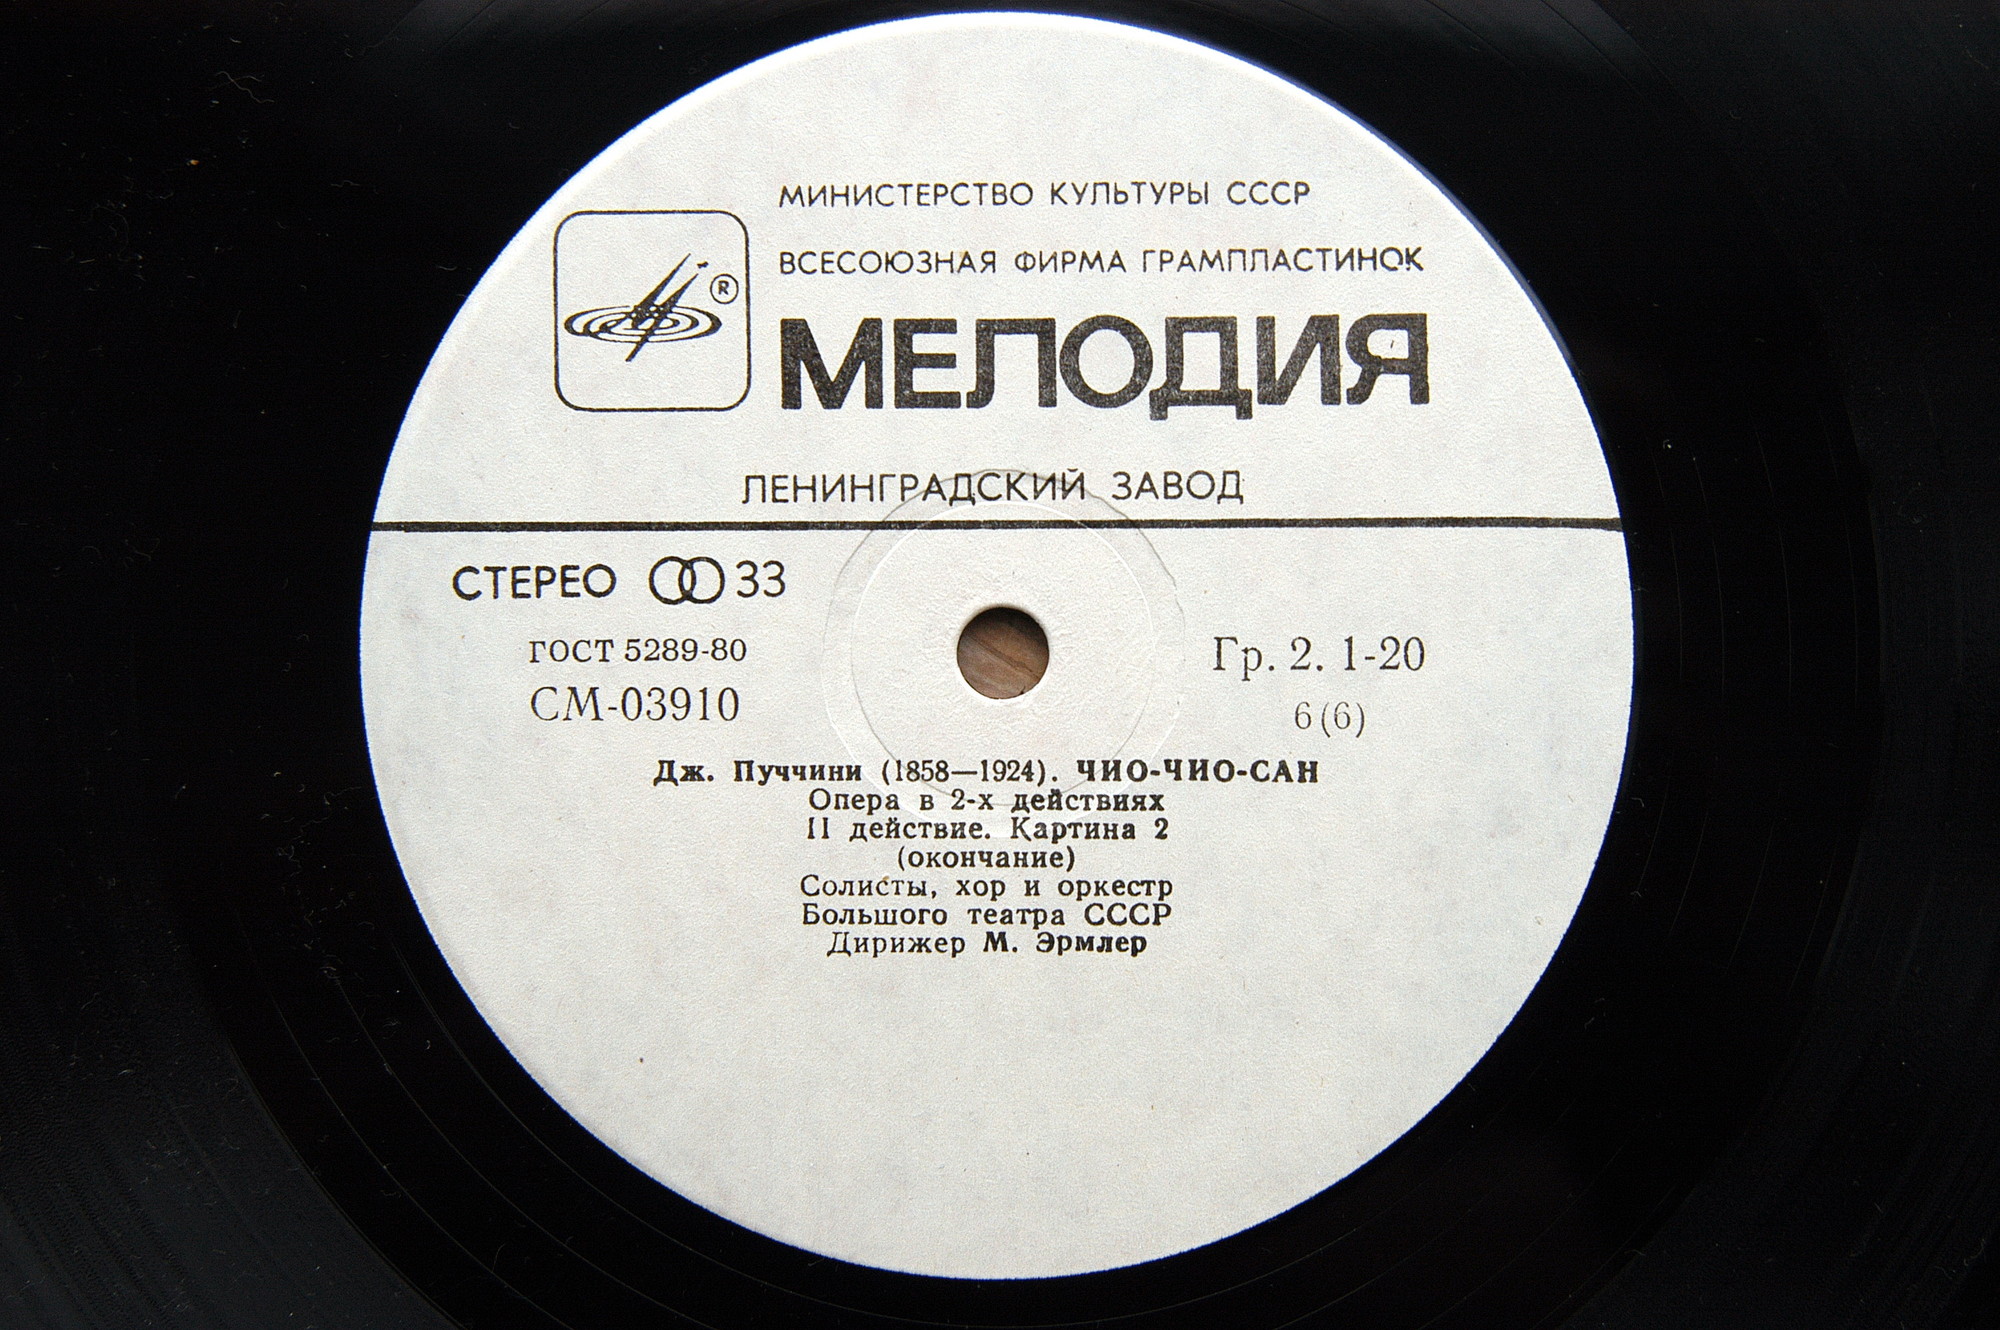 МИНИСТЕРСТВО КУЛЬТУРЫ СССР
ВСЕСОЮЗНАЯ ФИРМА ГРАМПЛАСТИНОК
®
МЕЛОДИЯ
ЛЕНИНГРАДСКИЙ ЗАВОД
СТЕРЕО 33
ГОСТ 5289-80
Гр. 2. 1-20
СМ-03910
6(6)
Дж. Пуччини (1858—1924). ЧИО-ЧИО-САН
Опера в 2-х действиях
II действие. Картина 2
(окончание)
Солисты, хор и оркестр
Большого театра СССР
Дирижер М. Эрмлер